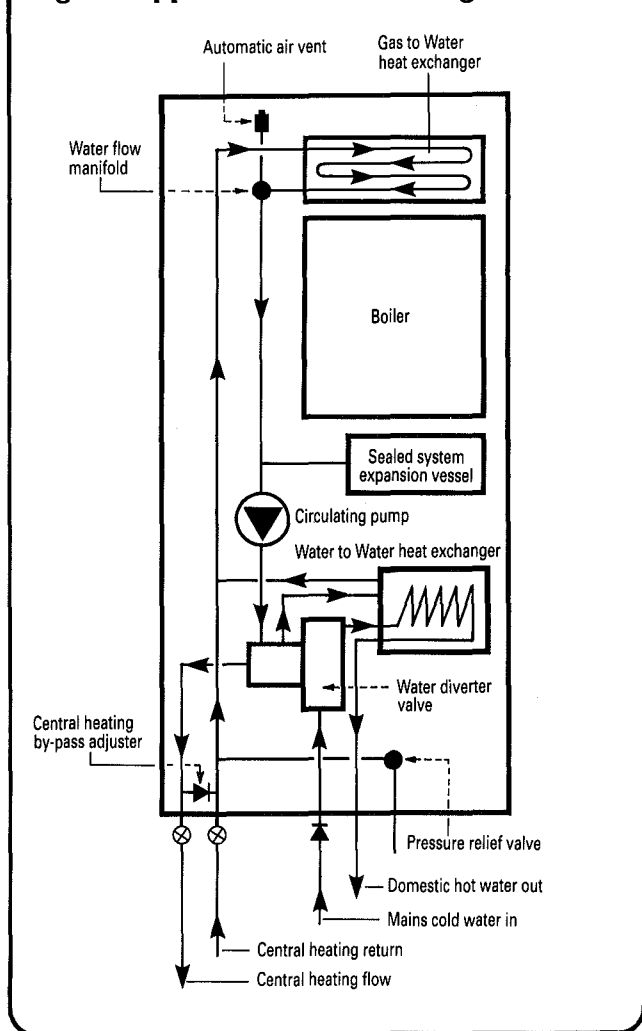 Automatic air vent
Gas to Water
heat exchanger
Water flow
manifold
Boiler
Sealed system
expansion vessel
Circulating pump
Water to Water heat exchanger
Water diverter
valve
Central heating
by-pass adjuster
Pressure relief valve
Domestic hot water out
Mains cold water in
Central heating return
Central heating flow